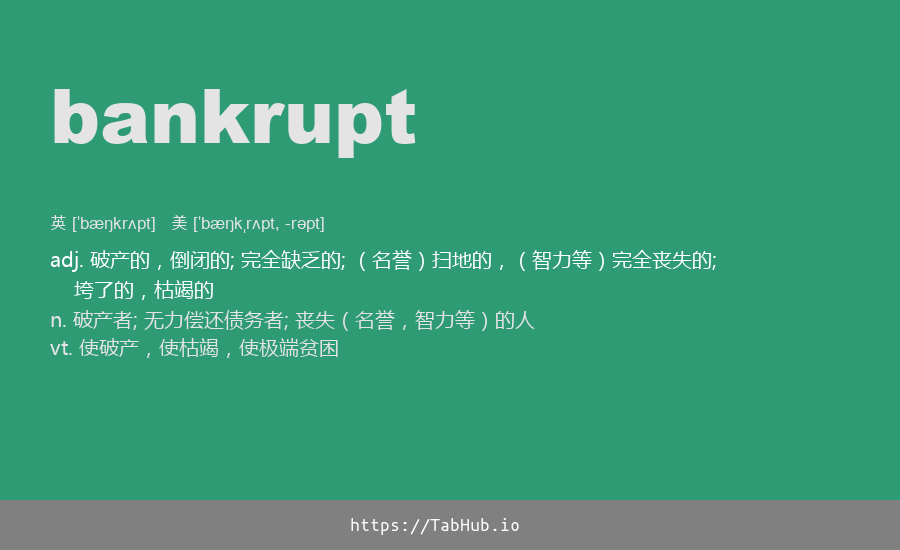 bankrupt
英 [ˈbæŋkrʌpt] 美 [ˈbæŋkˌrʌpt, -rəpt]
adj. 破产的，倒闭的; 完全缺乏的; （名誉）扫地的，（智力等）完全丧失的;
垮了的，枯竭的
n. 破产者; 无力偿还债务者; 丧失（名誉，智力等）的人
vt. 使破产，使枯竭，使极端贫困
https://TabHub.io